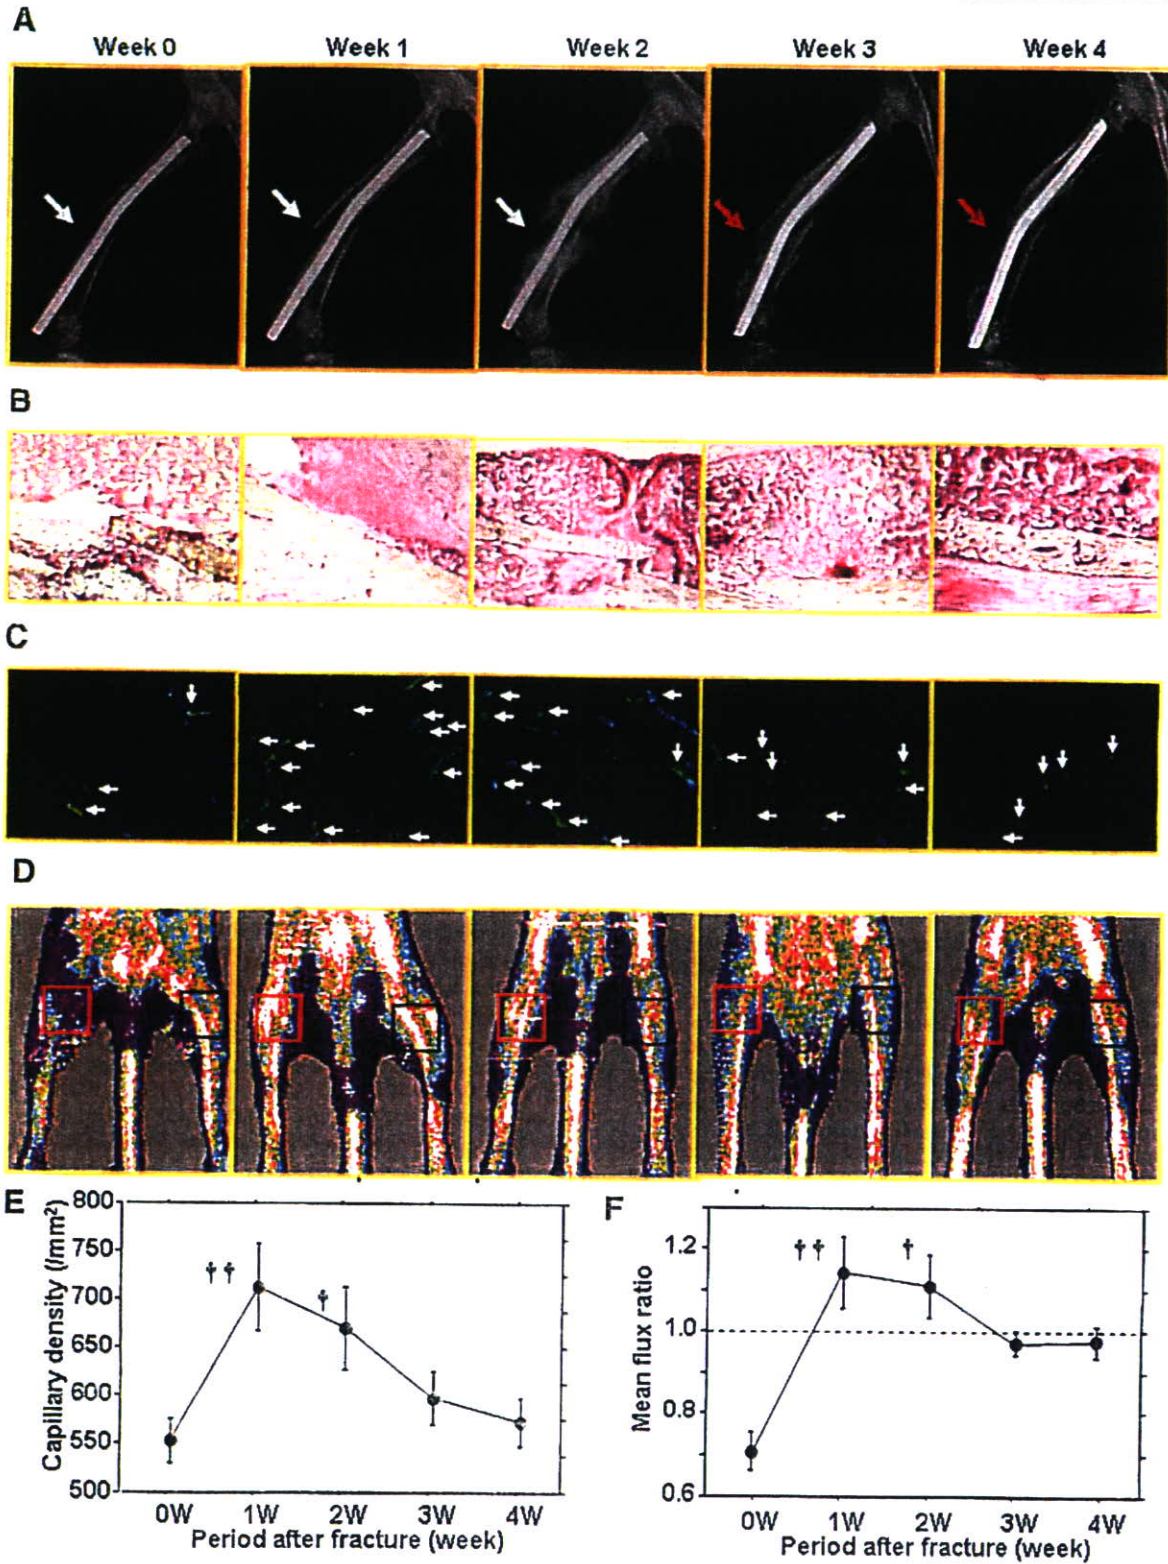 A
Week 0 Week 1 Week 2 Week 3 Week 4
B
C
D
E
800
750
700
650
600
550
500
Capillary density (/mm²)
††
†
0W 1W 2W 3W 4W
Period after fracture (week)
F
1.2
1.0
0.8
0.6
Mean flux ratio
††
†
0W 1W 2W 3W 4W
Period after fracture (week)